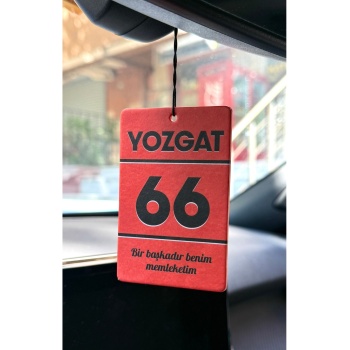 YOZGAT
66
Bir başkadır benim
memleketim